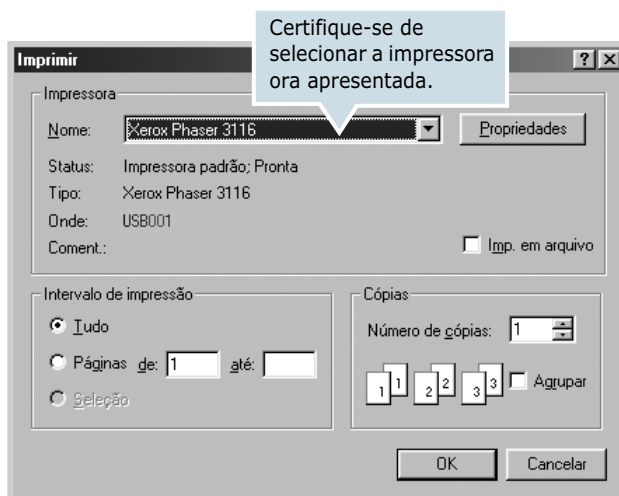 Certifique-se de
selecionar a impressora
ora apresentada.
Imprimir
Impressora
Nome: Xerox Phaser 3116 Propriedades
Status: Impressora padrão; Pronta
Tipo: Xerox Phaser 3116
Onde: USB001
Coment.: Imp. em arquivo
Intervalo de impressão
Tudo
Páginas de: 1 até:
Seleção
Cópias
Número de cópias: 1
1 1 2 2 3 3 Agrupar
OK Cancelar